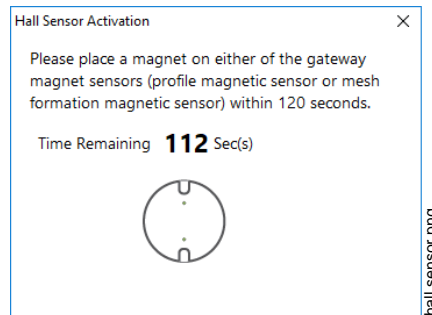 Hall Sensor Activation
Please place a magnet on either of the gateway
magnet sensors (profile magnetic sensor or mesh
formation magnetic sensor) within 120 seconds.
Time Remaining 112 Sec(s)
hall sensor.png